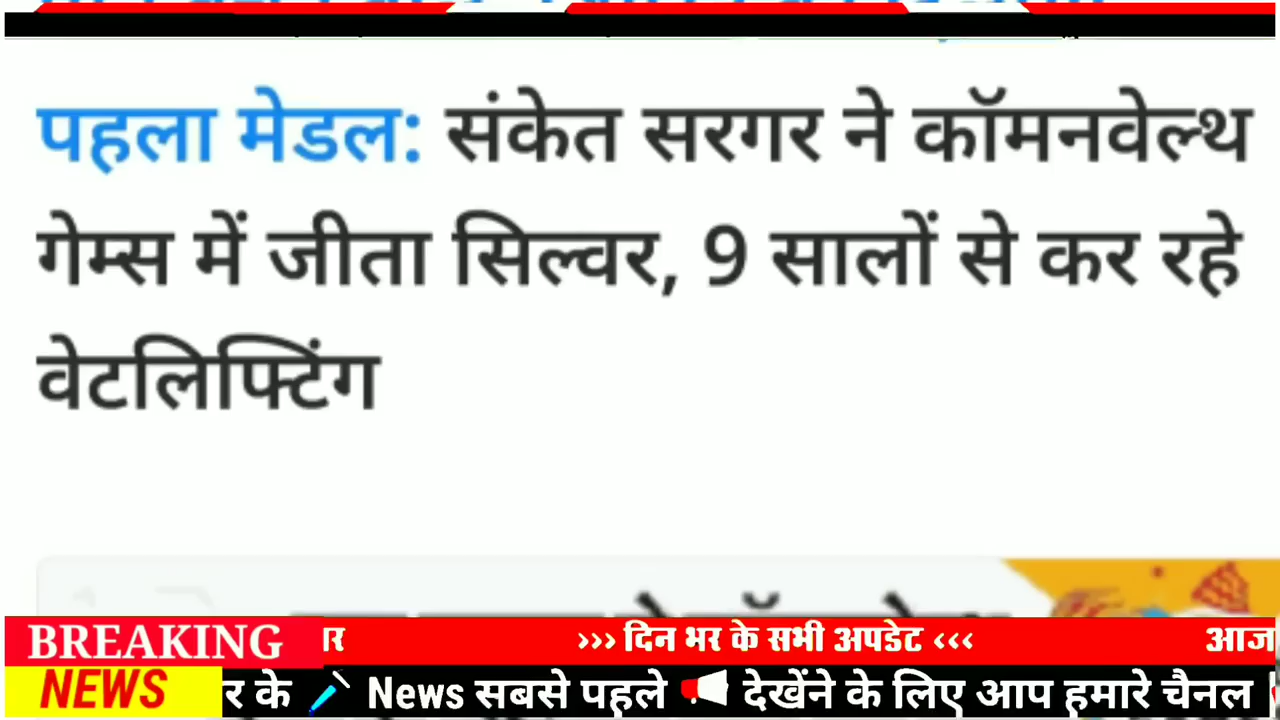 पहला मेडल: संकेत सरगर ने कॉमनवेल्थ
गेम्स में जीता सिल्वर, 9 सालों से कर रहे
वेटलिफ्टिंग
BREAKING
NEWS
››› दिन भर के सभी अपडेट ‹‹‹ आज
र के News सबसे पहले देखेंने के लिए आप हमारे चैनल